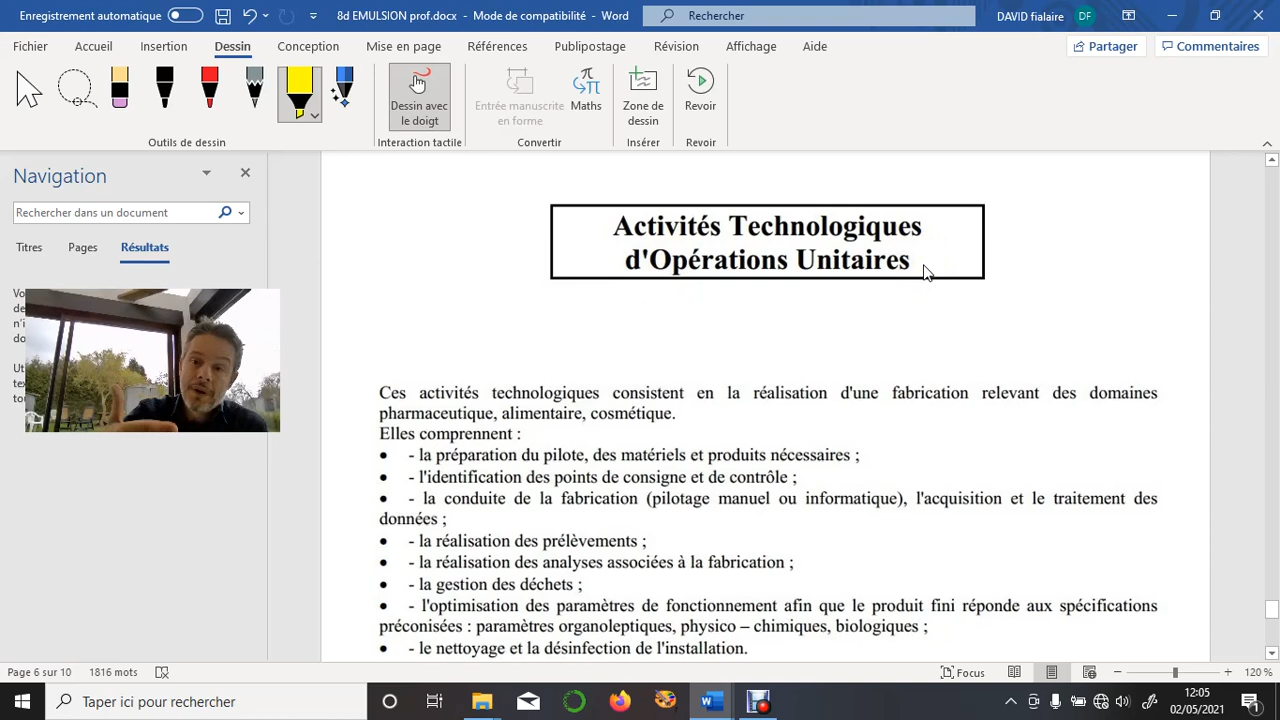 Enregistrement automatique
8d EMULSION prof.docx - Mode de compatibilité - Word
Rechercher
DAVID fialaire
DF
Fichier
Accueil
Insertion
Dessin
Conception
Mise en page
Références
Publipostage
Révision
Affichage
Aide
Partager
Commentaires
Dessin avec
le doigt
Entrée manuscrite
en forme
Maths
Zone de
dessin
Revoir
Outils de dessin
Interaction tactile
Convertir
Insérer
Revoir
Navigation
Rechercher dans un document
Titres
Pages
Résultats
Activités Technologiques
d'Opérations Unitaires
Ces activités technologiques consistent en la réalisation d'une fabrication relevant des domaines
pharmaceutique, alimentaire, cosmétique.
Elles comprennent :
• - la préparation du pilote, des matériels et produits nécessaires ;
• - l'identification des points de consigne et de contrôle ;
• - la conduite de la fabrication (pilotage manuel ou informatique), l'acquisition et le traitement des
données ;
• - la réalisation des prélèvements ;
• - la réalisation des analyses associées à la fabrication ;
• - la gestion des déchets ;
• - l'optimisation des paramètres de fonctionnement afin que le produit fini réponde aux spécifications
préconisées : paramètres organoleptiques, physico – chimiques, biologiques ;
• - le nettoyage et la désinfection de l'installation.
Page 6 sur 10
1816 mots
Focus
120 %
Taper ici pour rechercher
12:05
02/05/2021